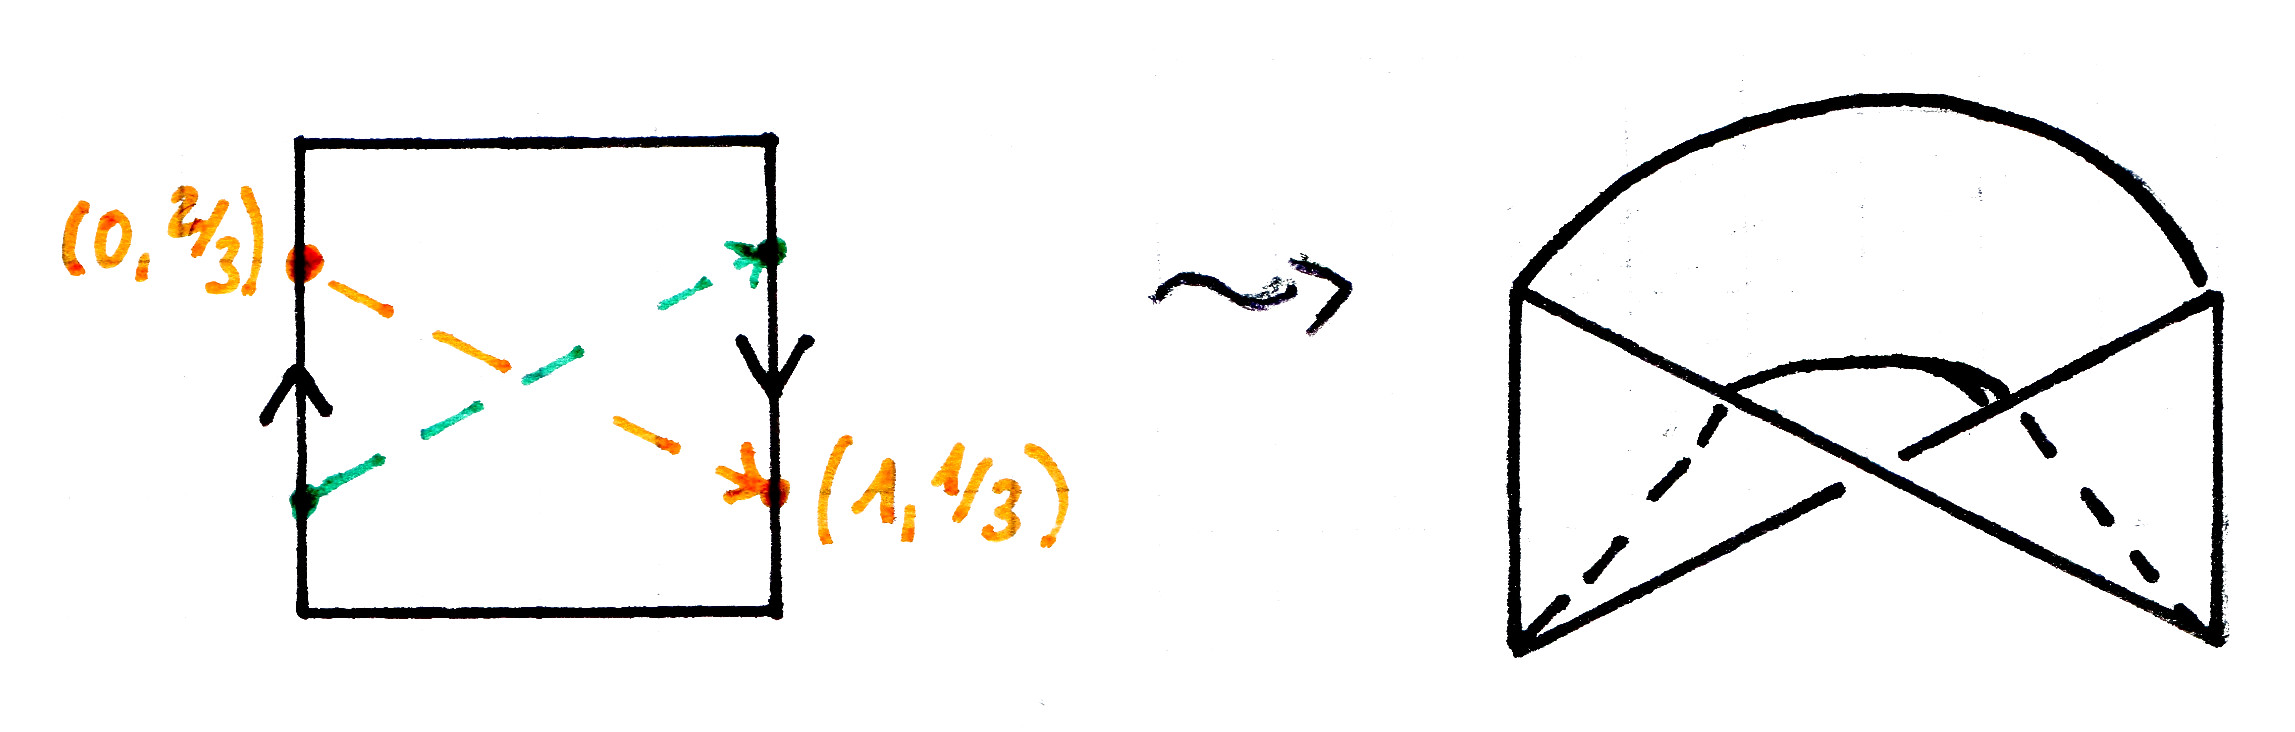 (0, 2/3)
(1, 1/3)